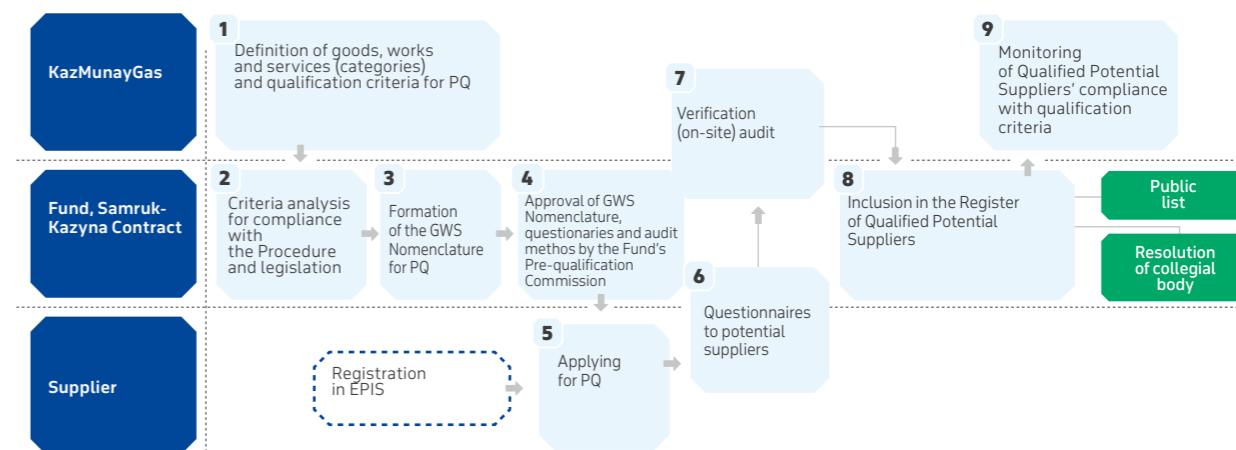 KazMunayGas
1
Definition of goods, works
and services (categories)
and qualification criteria for PQ
7
Verification
(on-site) audit
9
Monitoring
of Qualified Potential
Suppliers' compliance
with qualification
criteria
Fund, Samruk-
Kazyna Contract
2
Criteria analysis
for compliance
with
the Procedure
and legislation
3
Formation
of the GWS
Nomenclature
for PQ
4
Approval of GWS
Nomenclature,
questionaries and audit
methos by the Fund's
Pre-qualification
Commission
6
Questionnaires
to potential
suppliers
8
Inclusion in the Register
of Qualified Potential
Suppliers
Public
list
Resolution
of collegial
body
Supplier
Registration
in EPIS
5
Applying
for PQ